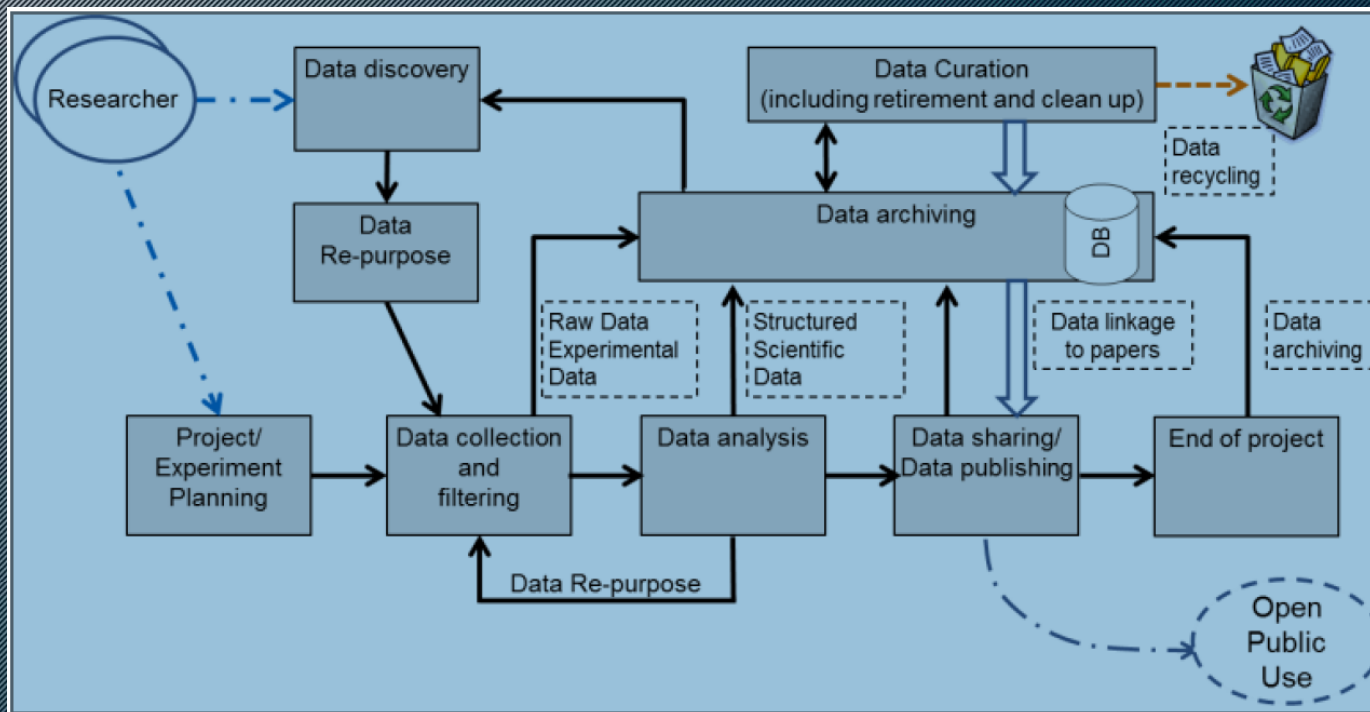 Researcher
Data discovery
Data Curation
(including retirement and clean up)
Data
recycling
Data
Re-purpose
Data archiving
DB
Raw Data
Experimental
Data
Structured
Scientific
Data
Data linkage
to papers
Data
archiving
Project/
Experiment
Planning
Data collection
and
filtering
Data analysis
Data sharing/
Data publishing
End of project
Data Re-purpose
Open
Public
Use